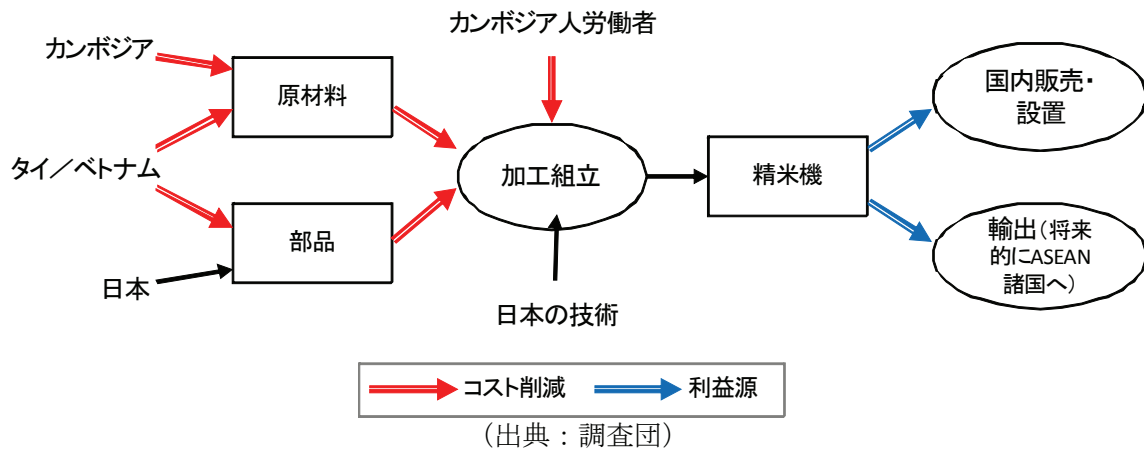 カンボジア
カンボジア人労働者
原材料
国内販売・
設置
タイ／ベトナム
加工組立
精米機
部品
輸出（将来
的にASEAN
諸国へ）
日本
日本の技術
コスト削減
利益源
（出典：調査団）